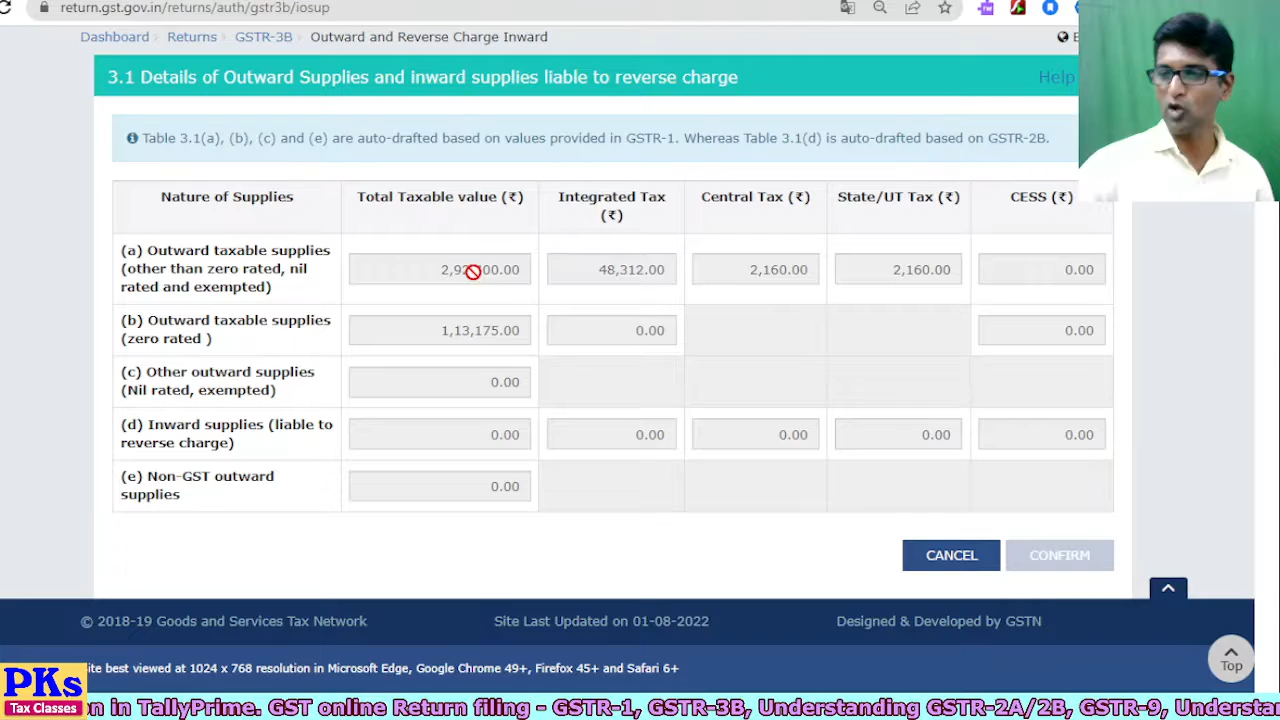 return.gst.gov.in/returns/auth/gstr3b/iosup
Dashboard › Returns › GSTR-3B › Outward and Reverse Charge Inward
3.1 Details of Outward Supplies and inward supplies liable to reverse charge Help
Table 3.1(a), (b), (c) and (e) are auto-drafted based on values provided in GSTR-1. Whereas Table 3.1(d) is auto-drafted based on GSTR-2B.
Nature of Supplies Total Taxable value (₹) Integrated Tax (₹) Central Tax (₹) State/UT Tax (₹) CESS (₹)
(a) Outward taxable supplies (other than zero rated, nil rated and exempted) 48,312.00 2,160.00 2,160.00 0.00
(b) Outward taxable supplies (zero rated ) 1,13,175.00 0.00 0.00
(c) Other outward supplies (Nil rated, exempted) 0.00
(d) Inward supplies (liable to reverse charge) 0.00 0.00 0.00 0.00 0.00
(e) Non-GST outward supplies 0.00
CANCEL CONFIRM
© 2018-19 Goods and Services Tax Network Site Last Updated on 01-08-2022 Designed & Developed by GSTN
best viewed at 1024 x 768 resolution in Microsoft Edge, Google Chrome 49+, Firefox 45+ and Safari 6+
Top
PKs
Tax Classes
in TallyPrime. GST online Return filing - GSTR-1, GSTR-3B, Understanding GSTR-2A/2B, GSTR-9,